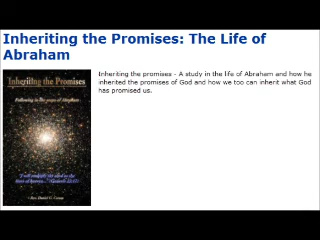 Inheriting the Promises: The Life of
Abraham
Inheriting the promises - A study in the life of Abraham and how he
inherited the promises of God and how we too can inherit what God
has promised us.
Inheriting the Promises
Following in the steps of Abraham